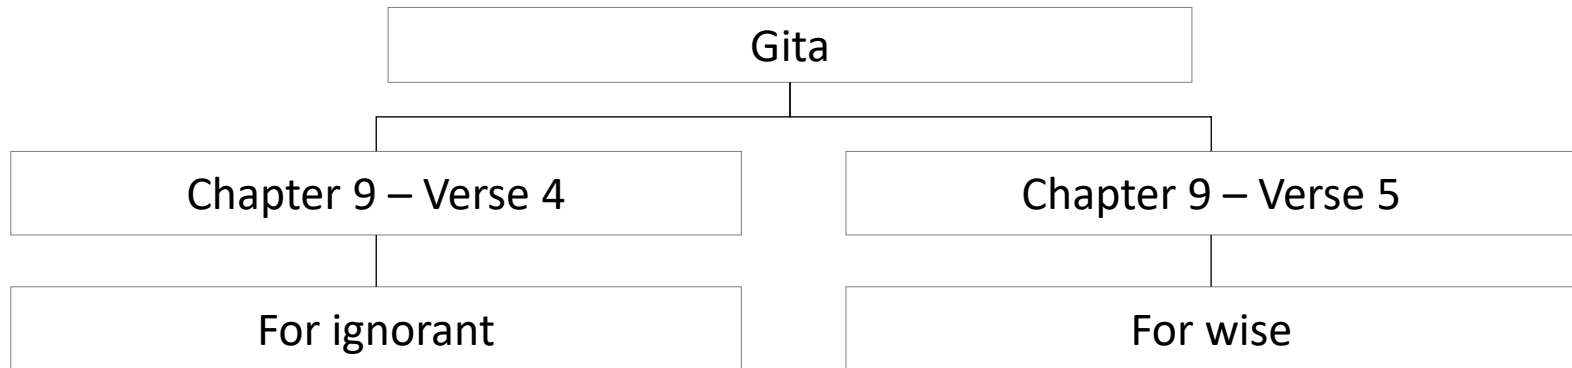 Gita
Chapter 9 – Verse 4
Chapter 9 – Verse 5
For ignorant
For wise